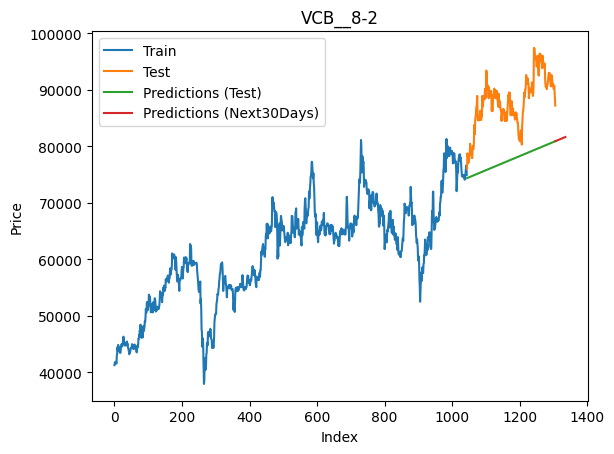 VCB__8-2
Train
Test
Predictions (Test)
Predictions (Next30Days)
100000
90000
80000
70000
60000
50000
40000
Price
0 200 400 600 800 1000 1200 1400
Index